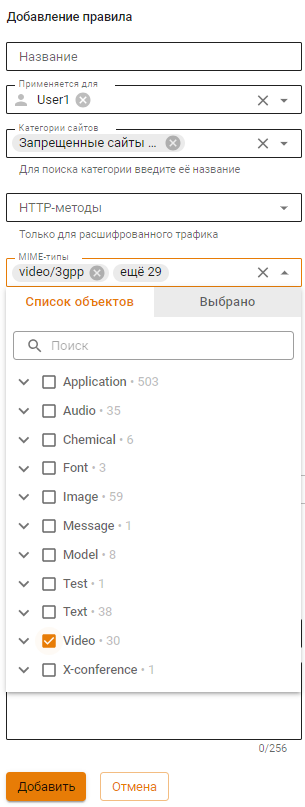 Добавление правила
Название
Применяется для
User1
Категории сайтов
Запрещенные сайты ...
Для поиска категории введите её название
HTTP-методы
Только для расшифрованного трафика
MIME-типы
video/3gpp ещё 29
Список объектов Выбрано
Поиск
Application • 503
Audio • 35
Chemical • 6
Font • 3
Image • 59
Message • 1
Model • 8
Test • 1
Text • 38
Video • 30
X-conference • 1
0/256
Добавить Отмена